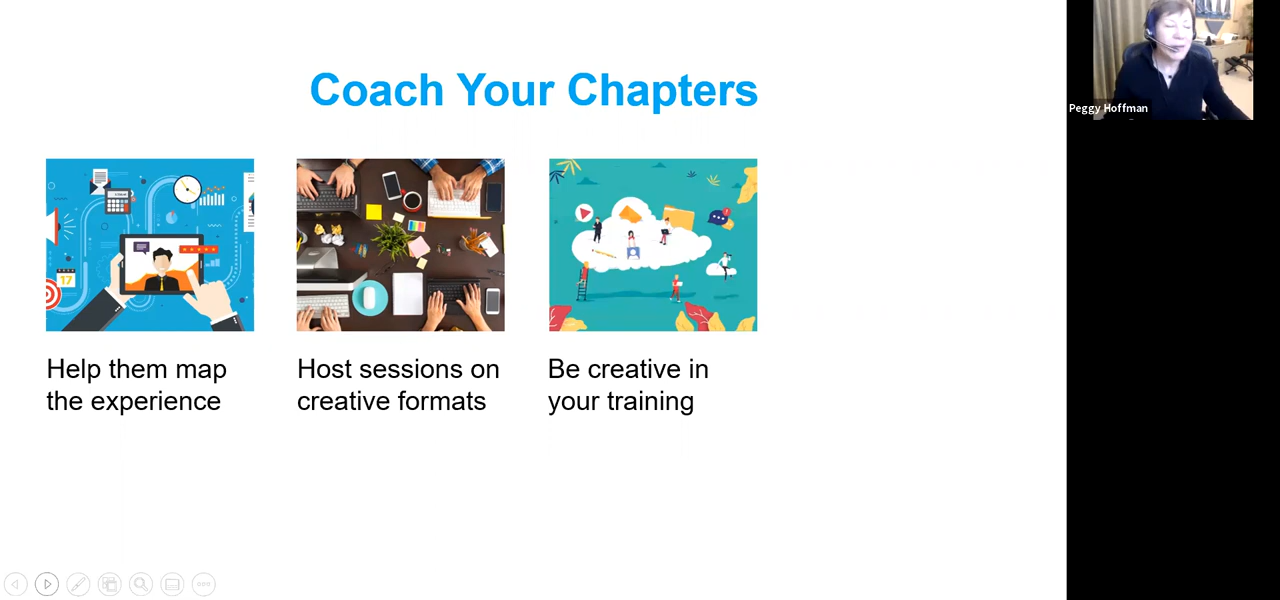 Coach Your Chapters
Peggy Hoffman
17
Help them map
the experience
Host sessions on
creative formats
Be creative in
your training